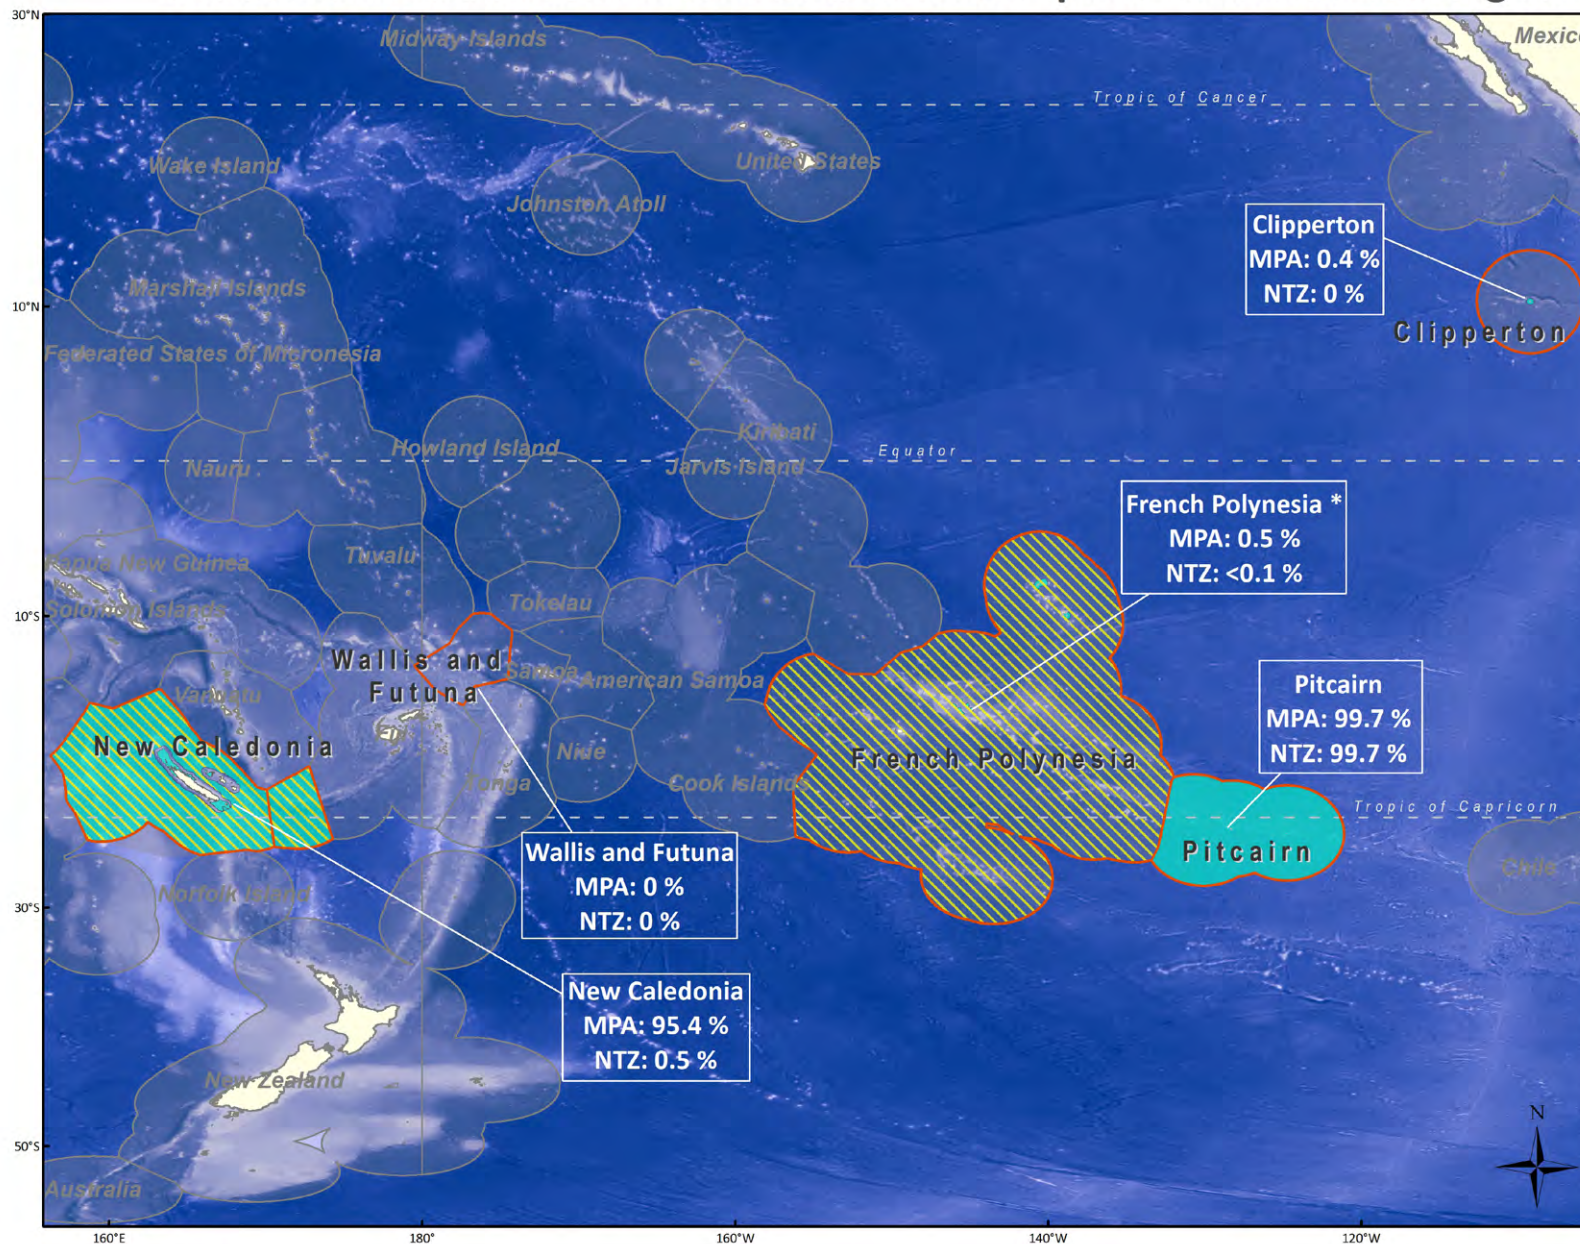 30°N
Midway Islands
Mexico
Tropic of Cancer
Wake Island
United States
Johnston Atoll
Clipperton
MPA: 0.4 %
NTZ: 0 %
Marshall Islands
10°N
Clipperton
Federated States of Micronesia
Kiribati
Howland Island
Equator
Nauru
Jarvis Island
French Polynesia *
MPA: 0.5 %
NTZ: <0.1 %
Tuvalu
Papua New Guinea
Tokelau
Solomon Islands
10°S
Wallis and
Futuna
Samoa
American Samoa
Vanuatu
Pitcairn
MPA: 99.7 %
NTZ: 99.7 %
Fiji
New Caledonia
Niue
French Polynesia
Tonga
Cook Islands
Tropic of Capricorn
Wallis and Futuna
MPA: 0 %
NTZ: 0 %
Pitcairn
Chile
Norfolk Island
30°S
New Caledonia
MPA: 95.4 %
NTZ: 0.5 %
New Zealand
N
50°S
Australia
160°E
180°
160°W
140°W
120°W